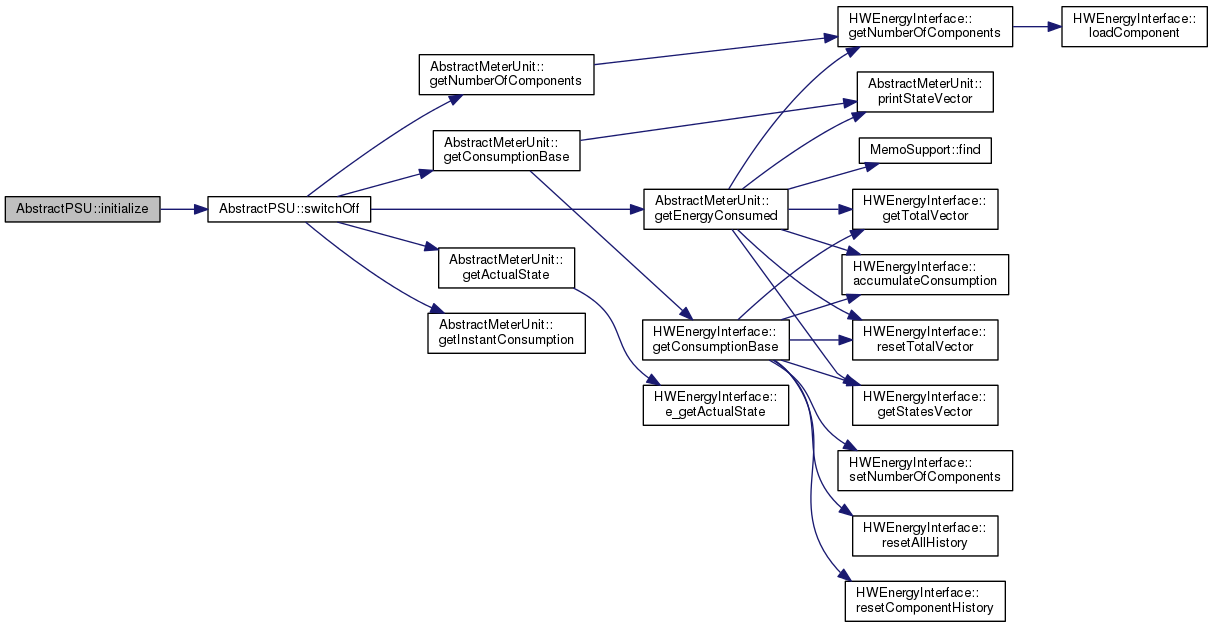 AbstractPSU::initialize
AbstractPSU::switchOff
AbstractMeterUnit::
getNumberOfComponents
AbstractMeterUnit::
getConsumptionBase
AbstractMeterUnit::
getActualState
AbstractMeterUnit::
getInstantConsumption
AbstractMeterUnit::
getEnergyConsumed
HWEnergyInterface::
getConsumptionBase
HWEnergyInterface::
e_getActualState
HWEnergyInterface::
getNumberOfComponents
AbstractMeterUnit::
printStateVector
MemoSupport::find
HWEnergyInterface::
getTotalVector
HWEnergyInterface::
accumulateConsumption
HWEnergyInterface::
resetTotalVector
HWEnergyInterface::
getStatesVector
HWEnergyInterface::
setNumberOfComponents
HWEnergyInterface::
resetAllHistory
HWEnergyInterface::
resetComponentHistory
HWEnergyInterface::
loadComponent